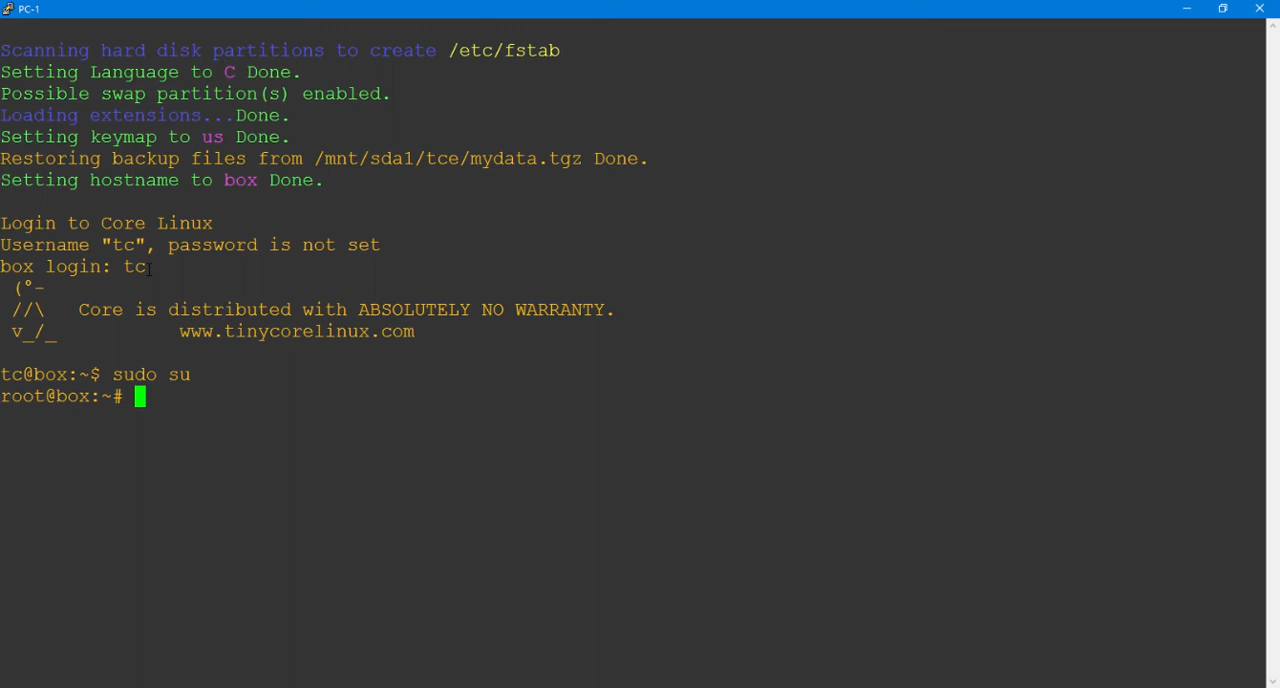 PC-1
Scanning hard disk partitions to create /etc/fstab
Setting Language to C Done.
Possible swap partition(s) enabled.
Loading extensions...Done.
Setting keymap to us Done.
Restoring backup files from /mnt/sda1/tce/mydata.tgz Done.
Setting hostname to box Done.
Login to Core Linux
Username "tc", password is not set
box login: tc
(°-
//\ Core is distributed with ABSOLUTELY NO WARRANTY.
v_/_ www.tinycorelinux.com
tc@box:~$ sudo su
root@box:~#